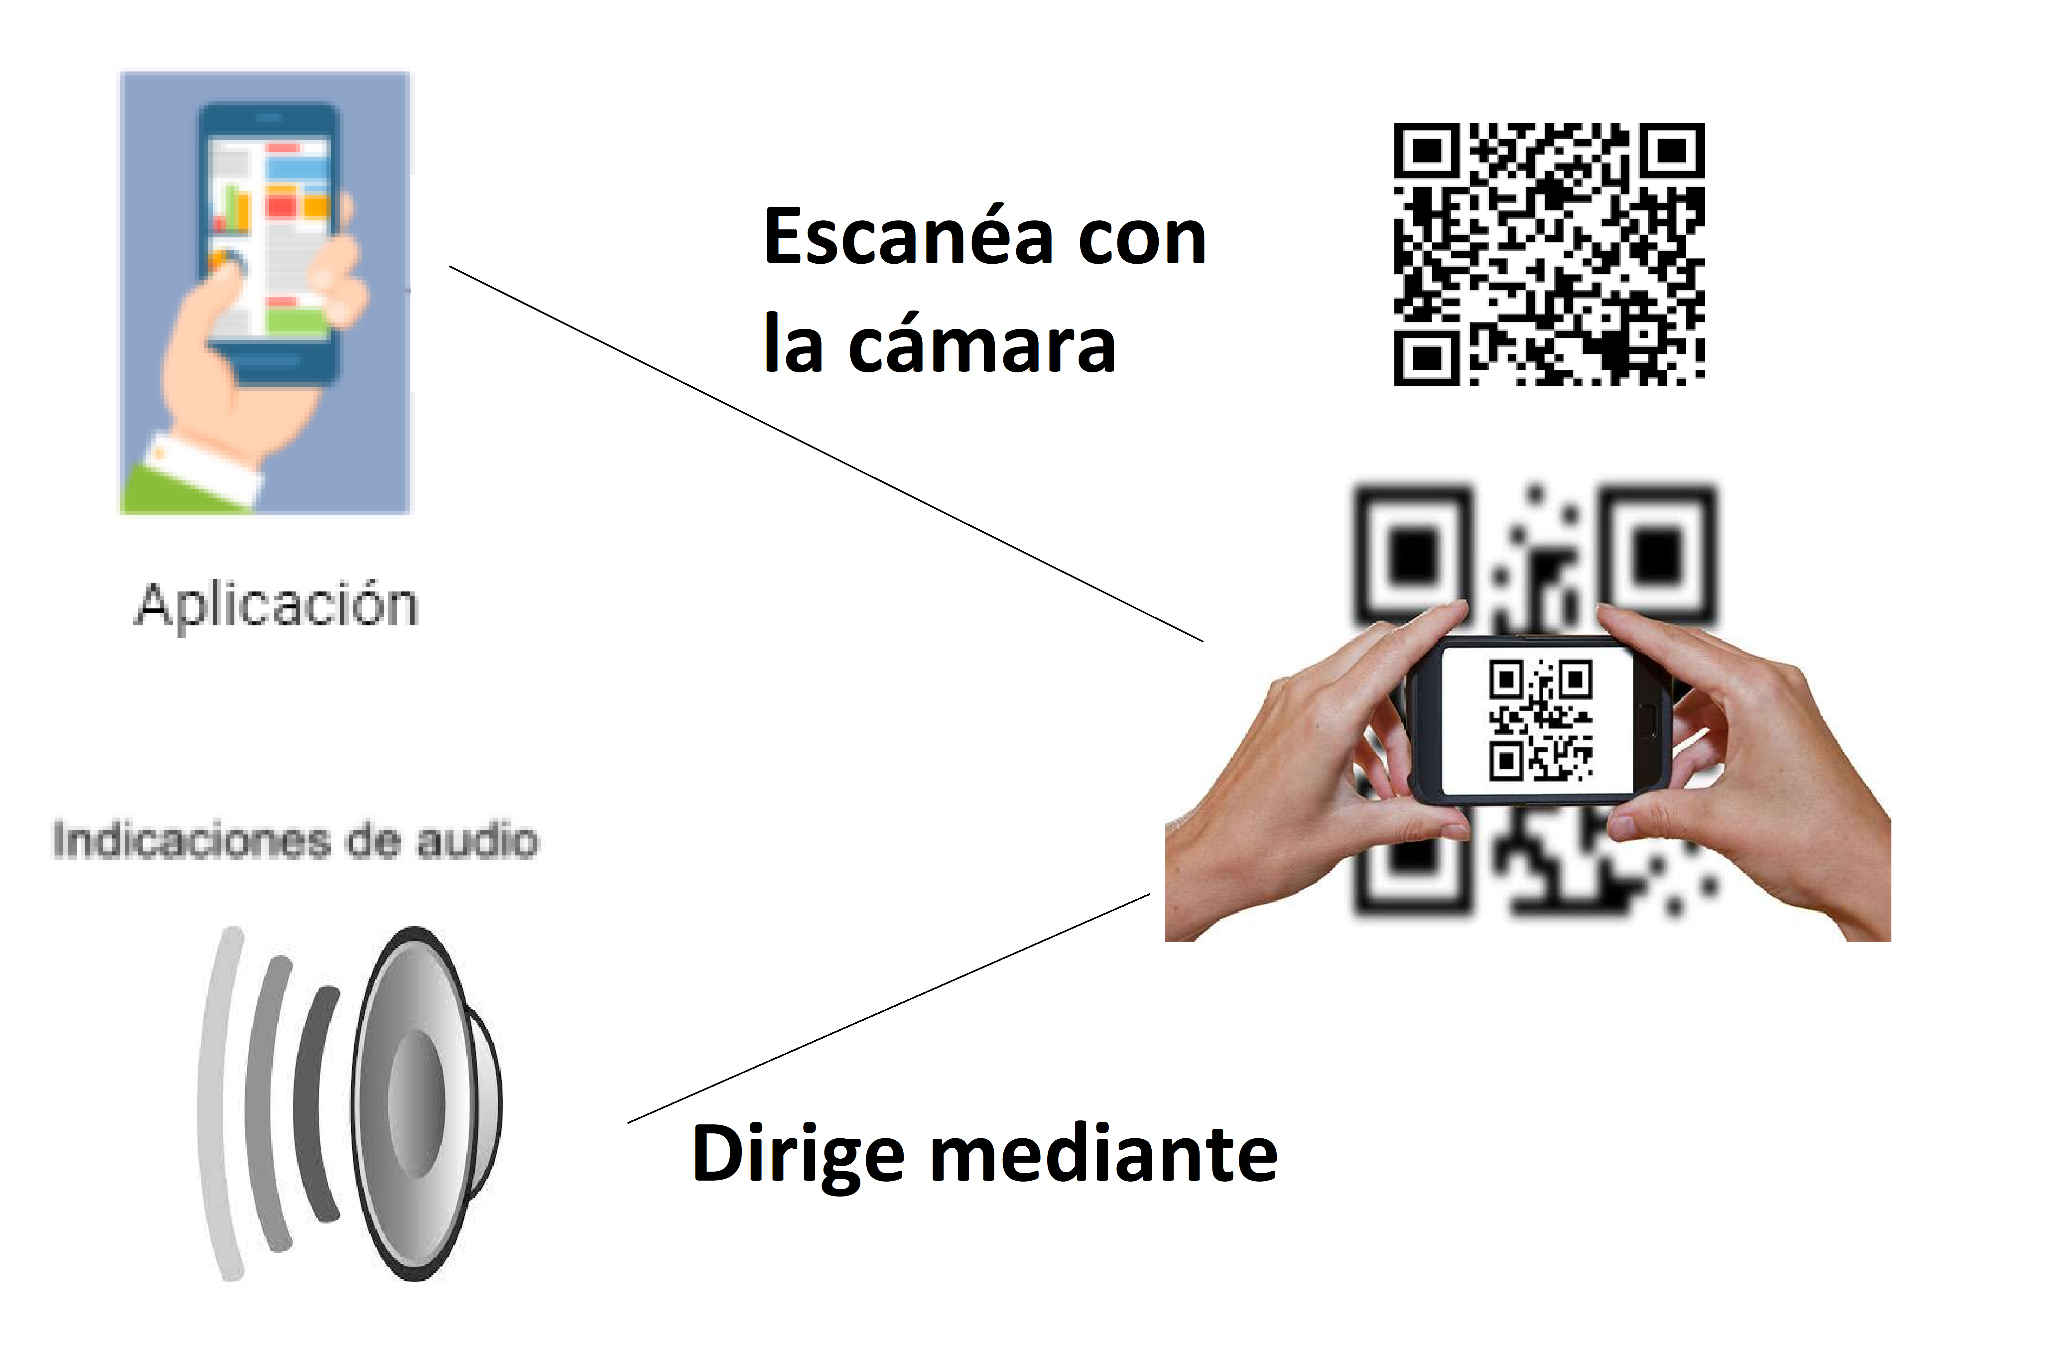 Escanéa con
la cámara
Aplicación
Indicaciones de audio
Dirige mediante